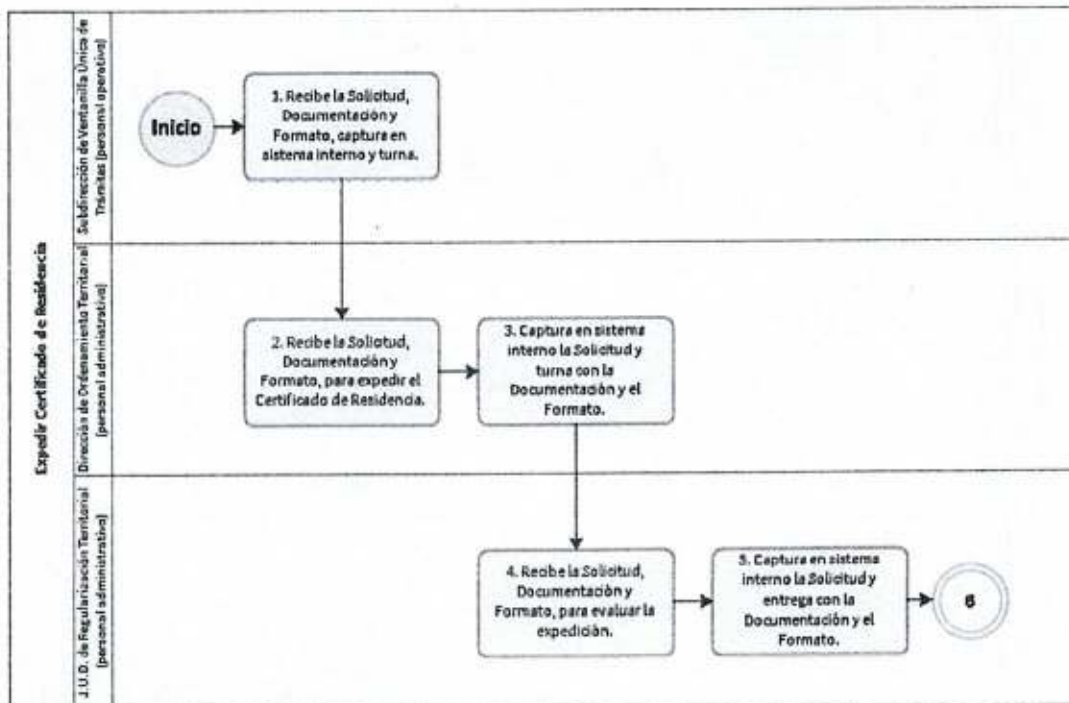 Expedir Certificado de Residencia
Subdirección de Ventanilla Única de
Trámites (personal operativo)
Inicio
1. Recibe la Solicitud,
Documentación y
Formato, captura en
sistema interno y turna.
Dirección de Ordenamiento Territorial
(personal administrativo)
2. Recibe la Solicitud,
Documentación y
Formato, para expedir el
Certificado de Residencia.
3. Captura en sistema
interno la Solicitud y
turna con la
Documentación y el
Formato.
J.U.D. de Regularización Territorial
(personal administrativo)
4. Recibe la Solicitud,
Documentación y
Formato, para evaluar la
expedición.
5. Captura en sistema
interno la Solicitud y
entrega con la
Documentación y el
Formato.
6